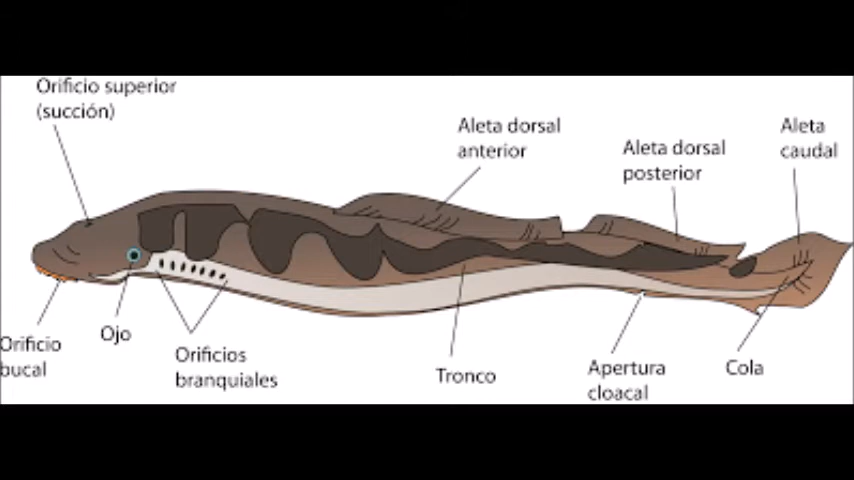 Orificio superior
(succión)
Aleta dorsal
anterior
Aleta dorsal
posterior
Aleta
caudal
Orificio
bucal
Ojo
Orificios
branquiales
Tronco
Apertura
cloacal
Cola